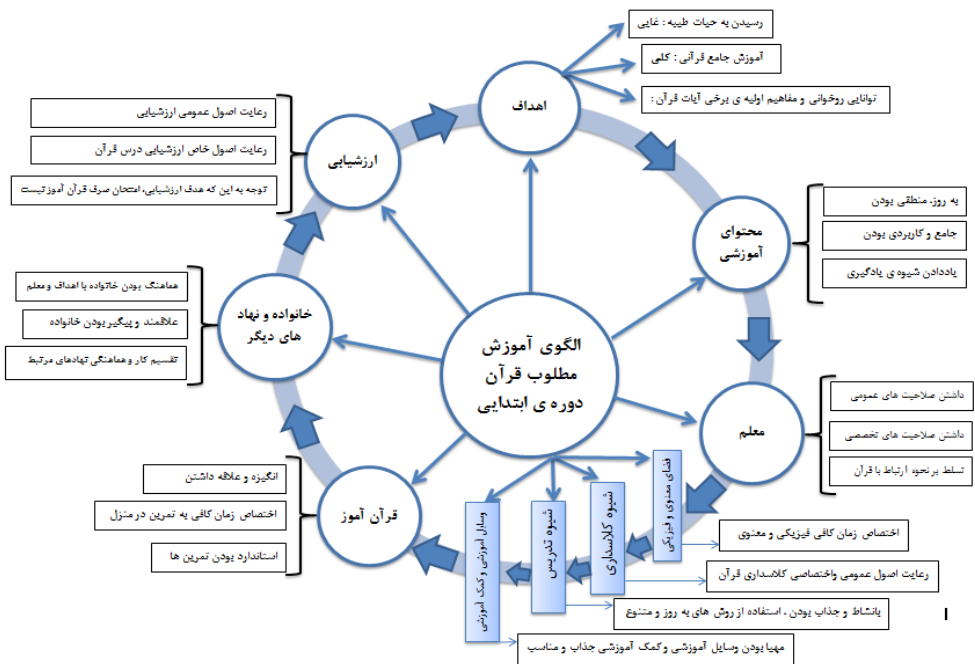 رسیدن به حیات طیبه : غایی
آموزش جامع قرآنی : کلی
توانایی روخوانی و مفاهیم اولیه ی برخی آیات قرآن :
اهداف
به روز، منطقی بودن
جامع و کاربردی بودن
یاددادن شیوه ی یادگیری
محتوای
آموزشی
داشتن صلاحیت های عمومی
داشتن صلاحیت های تخصصی
تسلط بر نحوه ارتباط با قرآن
معلم
فضای معنوی و فیزیکی
اختصاص زمان کافی فیزیکی و معنوی
شیوه کلاسداری
رعایت اصول عمومی واختصاصی کلاسداری قرآن
شیوه تدریس
بانشاط و جذاب بودن ، استفاده از روش های به روز و متنوع
وسایل آموزشی و کمک آموزشی
مهیا بودن وسایل آموزشی و کمک آموزشی جذاب و مناسب
قرآن آموز
انگیزه و علاقه داشتن
اختصاص زمان کافی به تمرین در منزل
استاندارد بودن تمرین ها
خانواده و نهاد
های دیگر
هماهنگ بودن خانواده با اهداف و معلم
علاقمند و پیگیر بودن خانواده
تقسیم کار و هماهنگی نهادهای مرتبط
ارزشیابی
رعایت اصول عمومی ارزشیابی
رعایت اصول خاص ارزشیابی درس قرآن
توجه به این که هدف ارزشیابی، امتحان صرف قرآن آموز نیست
الگوی آموزش
مطلوب قرآن
دوره ی ابتدایی